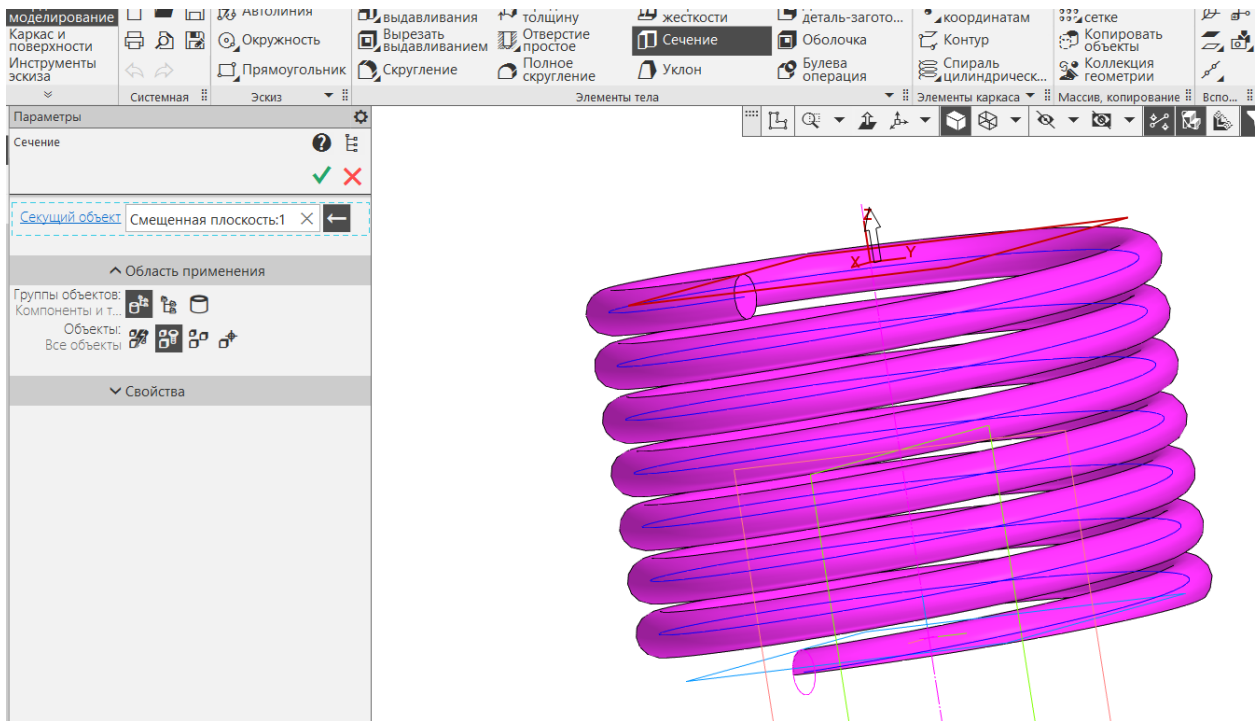 моделирование
Каркас и
поверхности
Инструменты
эскиза
Системная
Автолиния
Окружность
Прямоугольник
Эскиз
выдавливания
Вырезать
выдавливанием
Скругление
толщину
Отверстие
простое
Полное
скругление
жесткости
Сечение
Уклон
деталь-загото...
Оболочка
Булева
операция
Элементы тела
координатам
Контур
Спираль
цилиндрическ...
Элементы каркаса
сетке
Копировать
объекты
Коллекция
геометрии
Массив, копирование
Вспо...
Параметры
Сечение
Секущий объект
Смещенная плоскость:1
Область применения
Группы объектов:
Компоненты и т...
Объекты:
Все объекты
Свойства
Z
X
Y